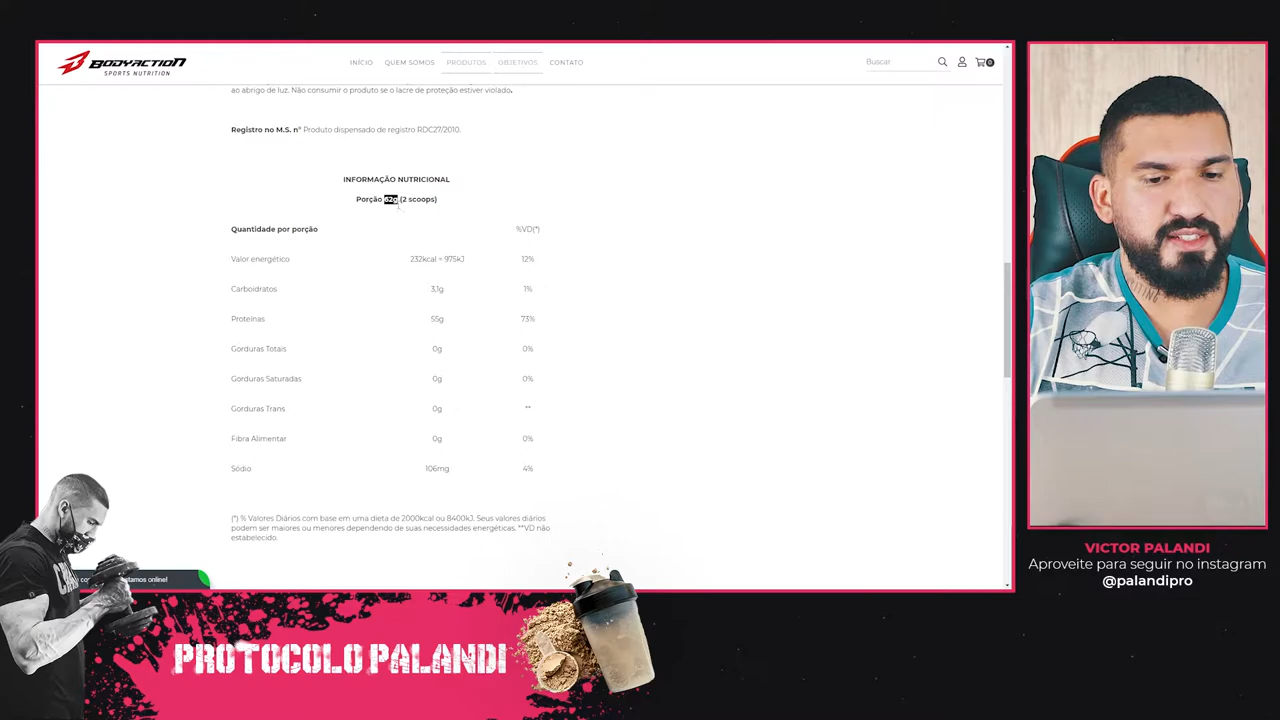 BODYACTION
SPORTS NUTRITION
INÍCIO QUEM SOMOS PRODUTOS OBJETIVOS CONTATO
Buscar
0
ao abrigo de luz. Não consumir o produto se o lacre de proteção estiver violado.
Registro no M.S. nº Produto dispensado de registro RDC27/2010.
INFORMAÇÃO NUTRICIONAL
Porção 62g (2 scoops)
Quantidade por porção %VD(*)
Valor energético 232kcal = 975kJ 12%
Carboidratos 3,1g 1%
Proteínas 55g 73%
Gorduras Totais 0g 0%
Gorduras Saturadas 0g 0%
Gorduras Trans 0g **
Fibra Alimentar 0g 0%
Sódio 106mg 4%
(*) % Valores Diários com base em uma dieta de 2000kcal ou 8400kJ. Seus valores diários
podem ser maiores ou menores dependendo de suas necessidades energéticas. **VD não
estabelecido.
stamos online!
PROTOCOLO PALANDI
VICTOR PALANDI
Aproveite para seguir no instagram
@palandipro